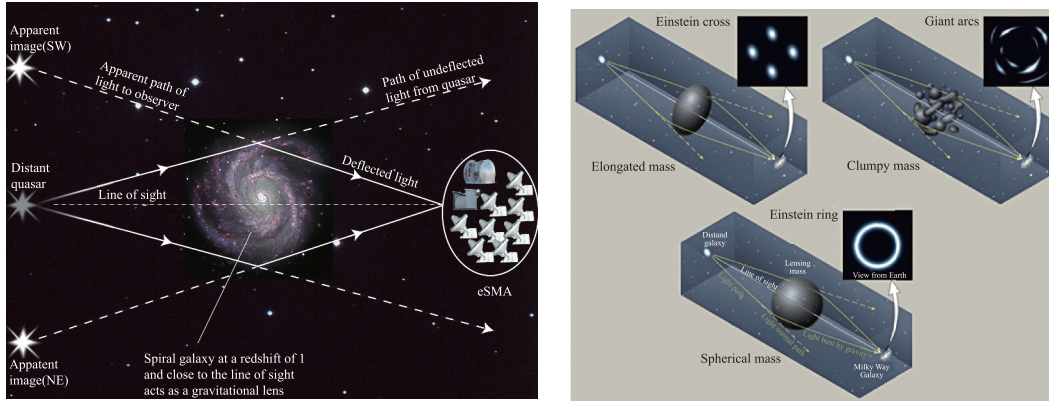 Apparent
image(SW)
Apparent path of
light to observer
Path of undeflected
light from quasar
Distant
quasar
Line of sight
Deflected light
eSMA
Appatent
image(NE)
Spiral galaxy at a redshift of 1
and close to the line of sight
acts as a gravitational lens
Einstein cross
Elongated mass
Giant arcs
Clumpy mass
Einstein ring
Distand
galaxy
Lensing
mass
Line of sight
View from Earth
Light path
Light normal path
Light bent by gravity
Spherical mass
Milky Way
Galaxy